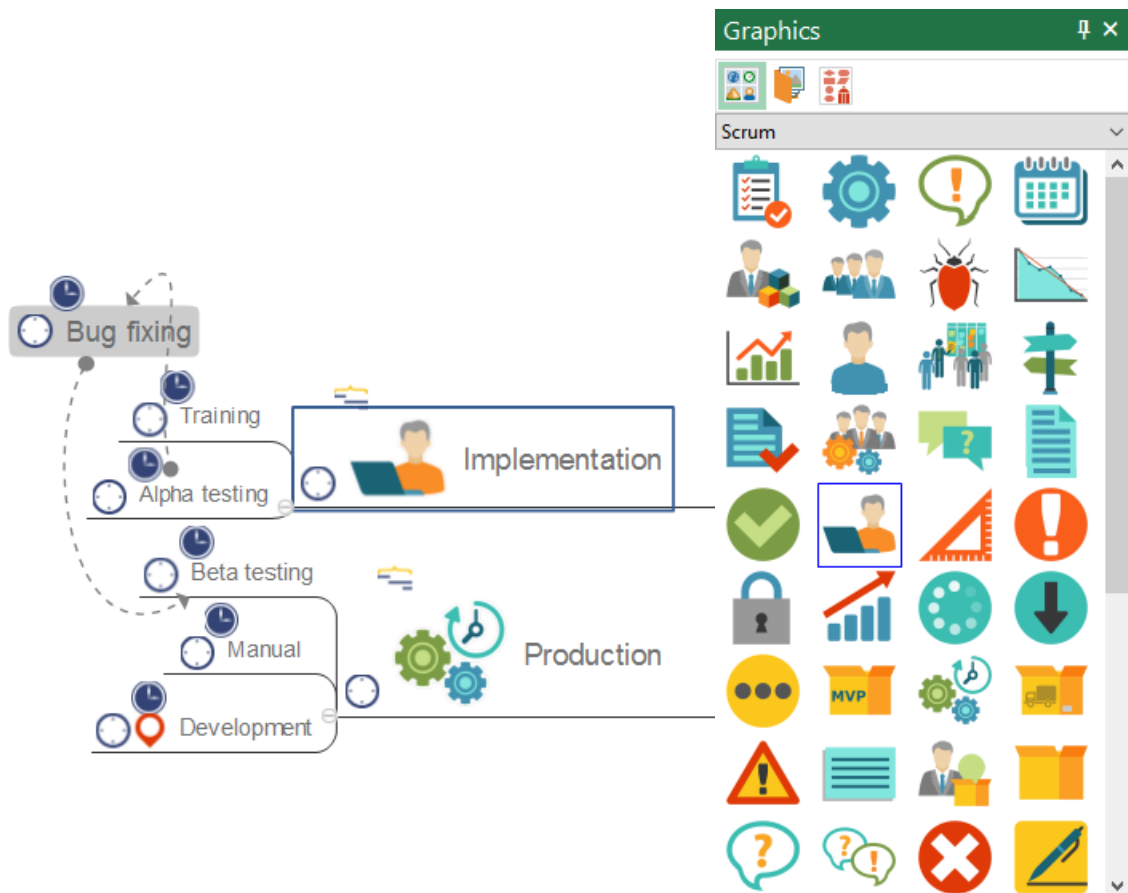 Graphics
Scrum
Bug fixing
Training
Implementation
Alpha testing
Beta testing
Manual
Production
Development
MVP